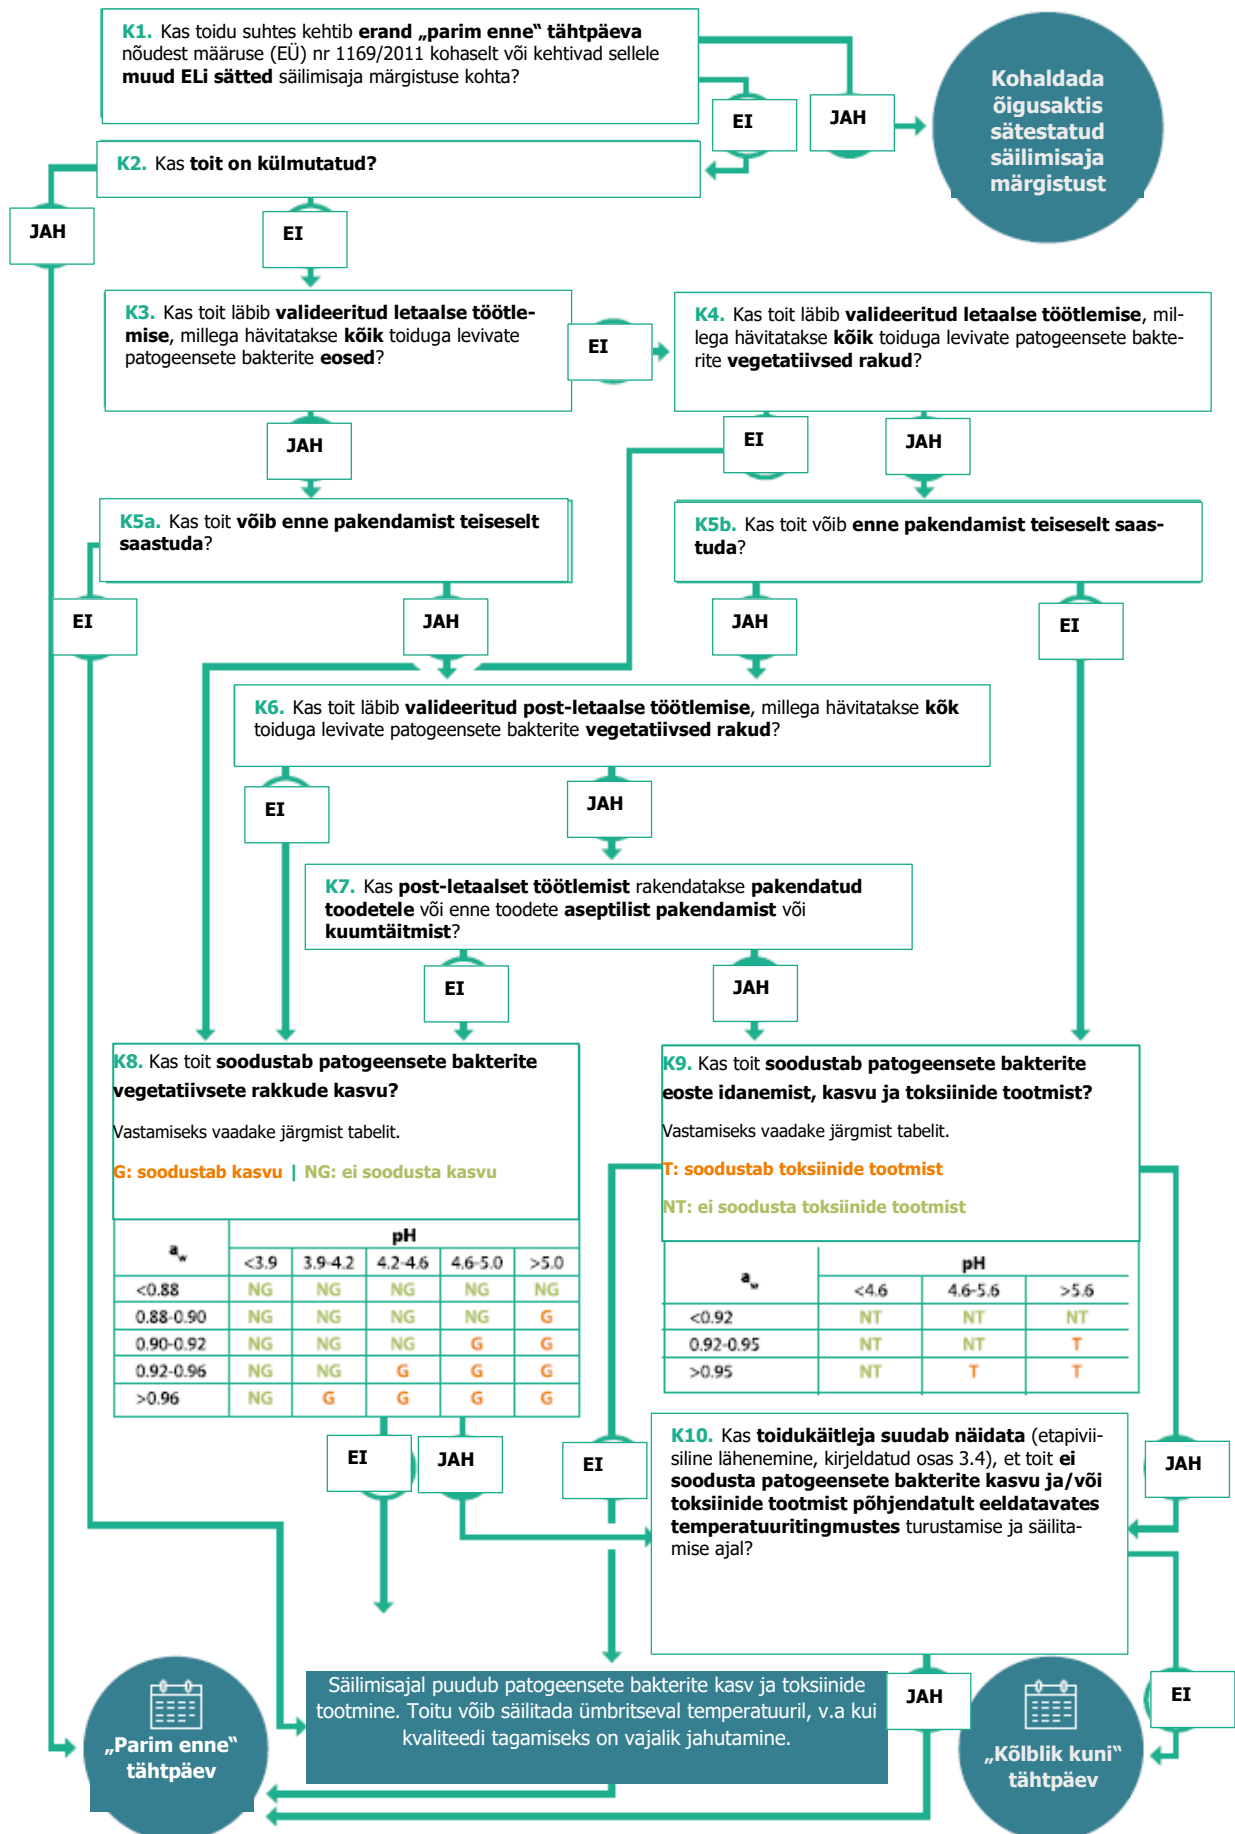 K1. Kas toidu suhtes kehtib erand „parim enne“ tähtpäeva
nõudest määruse (EÜ) nr 1169/2011 kohaselt või kehtivad sellele
muud ELi sätted säilimisaja märgistuse kohta?
EI
JAH
Kohaldada
õigusaktis
sätestatud
säilimisaja
märgistust
K2. Kas toit on külmutatud?
JAH
EI
K3. Kas toit läbib valideeritud letaalse töötle-
mise, millega hävitatakse kõik toiduga levivate
patogeensete bakterite eosed?
EI
K4. Kas toit läbib valideeritud letaalse töötlemise, mil-
lega hävitatakse kõik toiduga levivate patogeensete bakte-
rite vegetatiivsed rakud?
JAH
EI
JAH
K5a. Kas toit võib enne pakendamist teiseselt
saastuda?
K5b. Kas toit võib enne pakendamist teiseselt saas-
tuda?
EI
JAH
JAH
EI
K6. Kas toit läbib valideeritud post-letaalse töötlemise, millega hävitatakse kõk
toiduga levivate patogeensete bakterite vegetatiivsed rakud?
EI
JAH
K7. Kas post-letaalset töötlemist rakendatakse pakendatud
toodetele või enne toodete aseptilist pakendamist või
kuumtäitmist?
EI
JAH
K8. Kas toit soodustab patogeensete bakterite
vegetatiivsete rakkude kasvu?
Vastamiseks vaadake järgmist tabelit.
G: soodustab kasvu | NG: ei soodusta kasvu
aw pH
<3.9 3.9-4.2 4.2-4.6 4.6-5.0 >5.0
<0.88 NG NG NG NG NG
0.88-0.90 NG NG NG NG G
0.90-0.92 NG NG NG G G
0.92-0.96 NG NG G G G
>0.96 NG G G G G
K9. Kas toit soodustab patogeensete bakterite
eoste idanemist, kasvu ja toksiinide tootmist?
Vastamiseks vaadake järgmist tabelit.
T: soodustab toksiinide tootmist
NT: ei soodusta toksiinide tootmist
aw pH
<4.6 4.6-5.6 >5.6
<0.92 NT NT NT
0.92-0.95 NT NT T
>0.95 NT T T
EI
JAH
EI
K10. Kas toidukäitleja suudab näidata (etapivii-
siline lähenemine, kirjeldatud osas 3.4), et toit ei
soodusta patogeensete bakterite kasvu ja/või
toksiinide tootmist põhjendatult eeldatavates
temperatuuritingmustes turustamise ja säilita-
mise ajal?
JAH
„Parim enne“
tähtpäev
Säilimisajal puudub patogeensete bakterite kasv ja toksiinide
tootmine. Toitu võib säilitada ümbritseval temperatuuril, v.a kui
kvaliteedi tagamiseks on vajalik jahutamine.
JAH
„Kõlblik kuni“
tähtpäev
EI